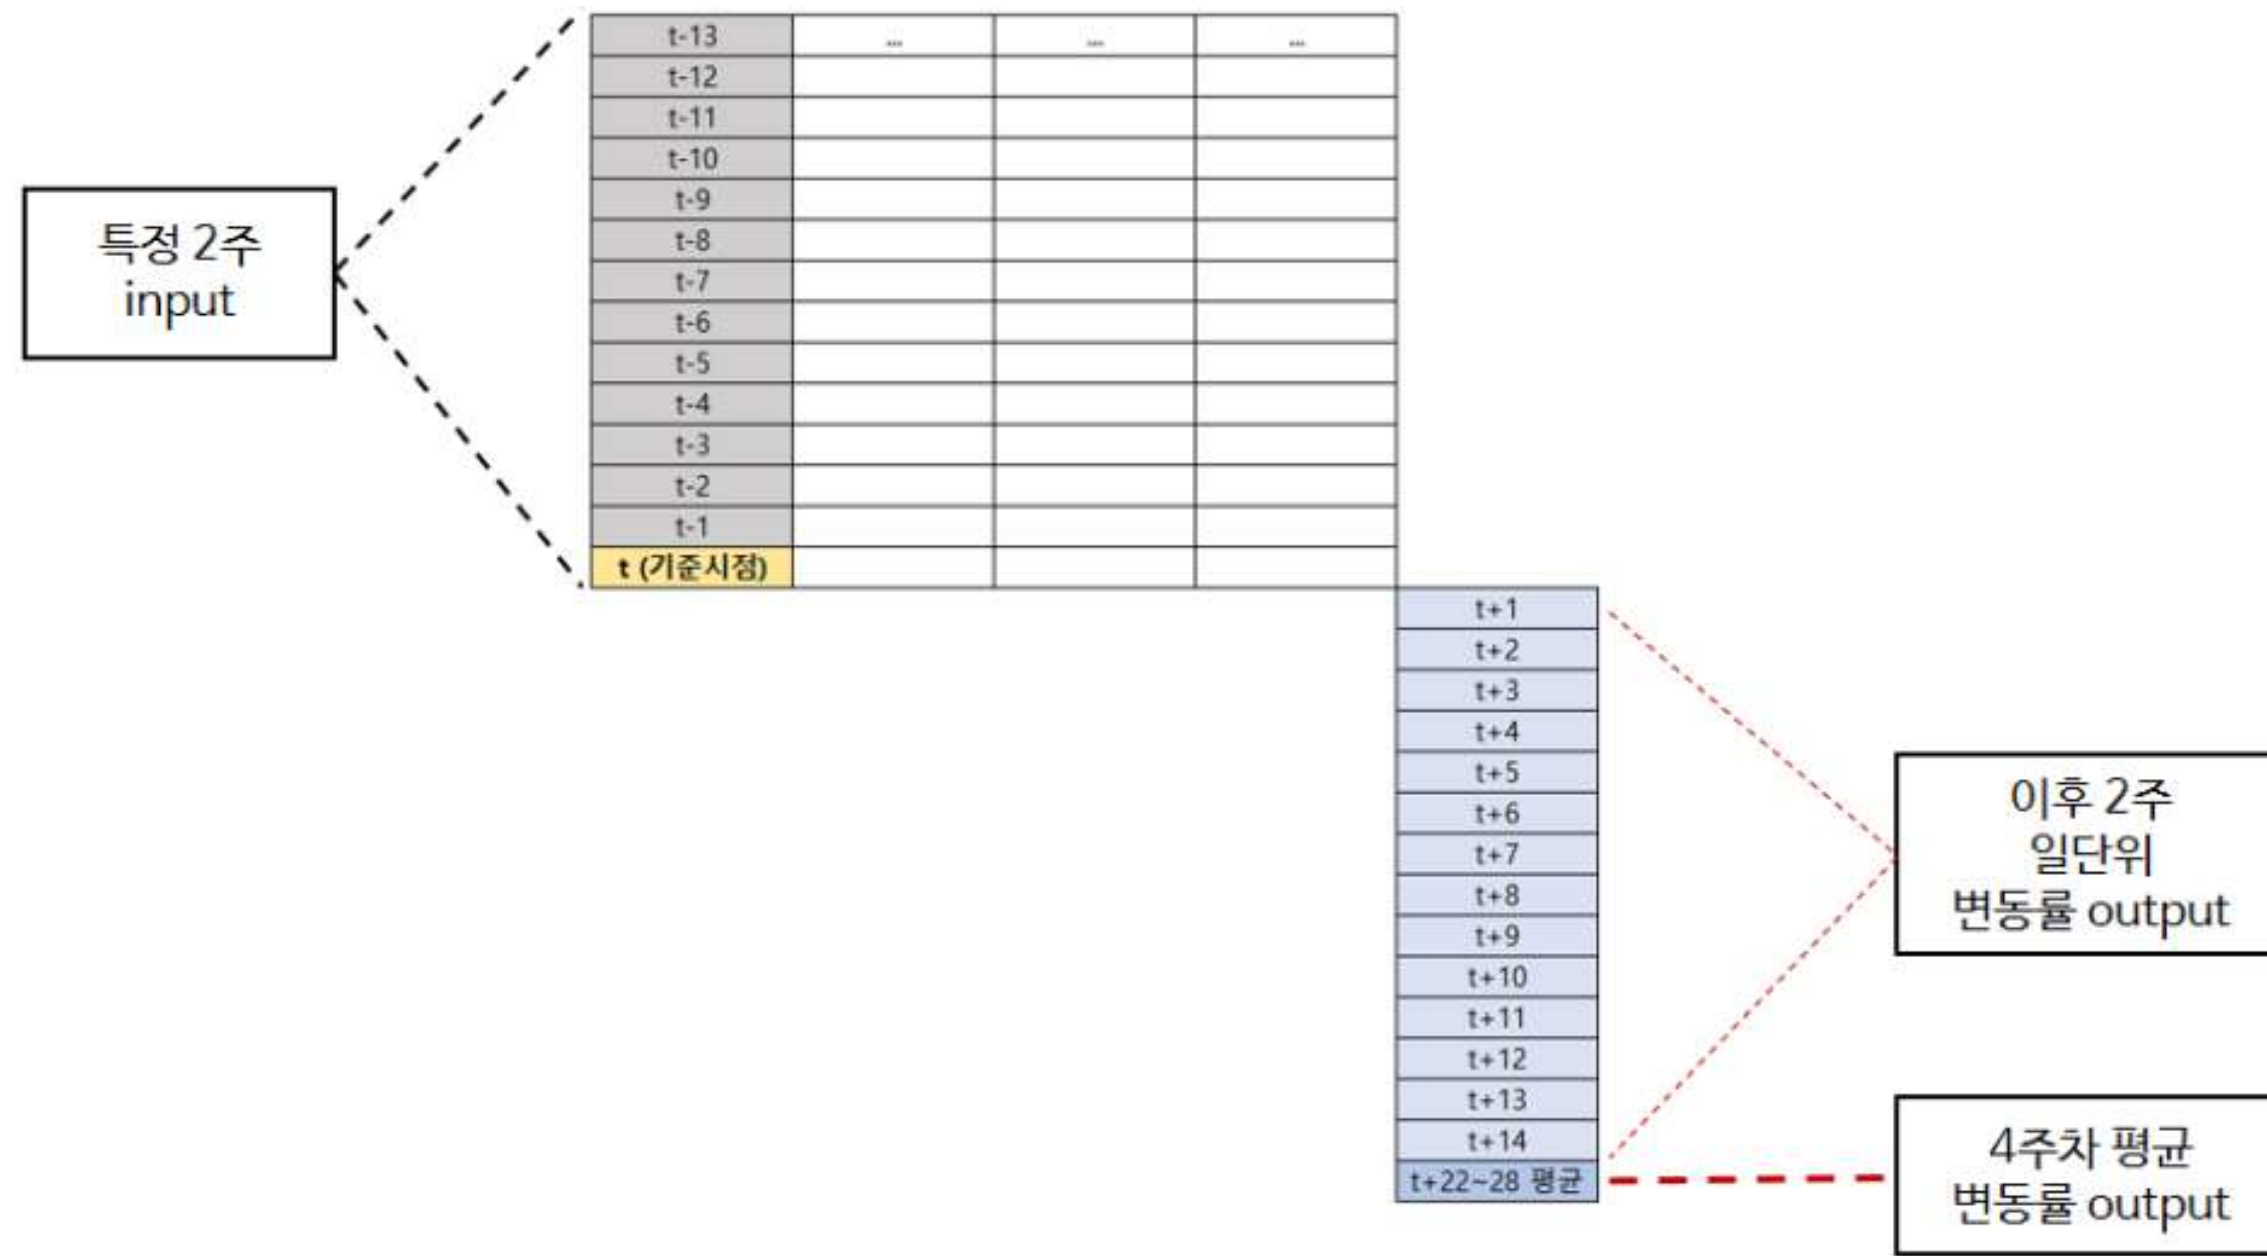 t-13 ... ... ...
t-12
t-11
t-10
t-9
t-8
t-7
t-6
t-5
t-4
t-3
t-2
t-1
t (기준시점)
특정 2주
input
t+1
t+2
t+3
t+4
t+5
t+6
t+7
t+8
t+9
t+10
t+11
t+12
t+13
t+14
t+22~28 평균
이후 2주
일단위
변동률 output
4주차 평균
변동률 output